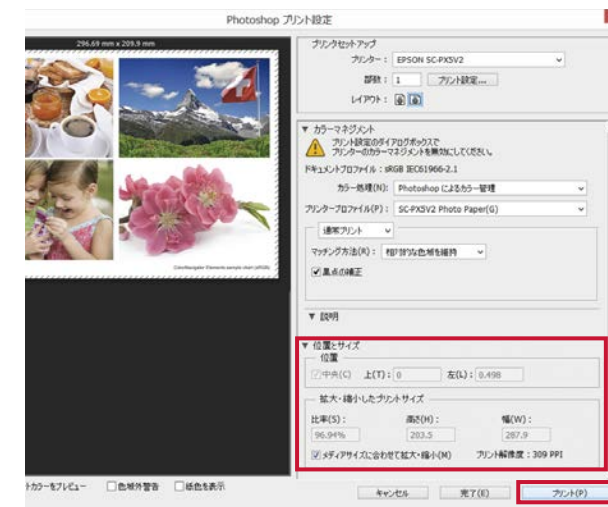 Photoshop プリント設定
296.69 mm x 209.9 mm
ColorNavigator Elements sample chart (sRGB)
プリンタセットアップ
プリンター： EPSON SC-PX5V2
部数： 1 プリント設定...
レイアウト：
▼ カラーマネジメント
プリント設定のダイアログボックスで
プリンターのカラーマネジメントを無効にしてください。
ドキュメントプロファイル：sRGB IEC61966-2.1
カラー処理(N): Photoshop によるカラー管理
プリンタープロファイル(P)： SC-PX5V2 Photo Paper(G)
通常プリント
マッチング方法(R)： 相対的な色域を維持
黒点の補正
▼ 説明
▼ 位置とサイズ
位置
中央(C) 上(T)： 0 左(L)： 0.498
拡大・縮小したプリントサイズ
比率(S)： 高さ(H)： 幅(W)：
96.94% 203.5 287.9
メディアサイズに合わせて拡大・縮小(M) プリント解像度：309 PPI
トカラーをプレビュー 色域外警告 紙色を表示
キャンセル 完了(E) プリント(P)